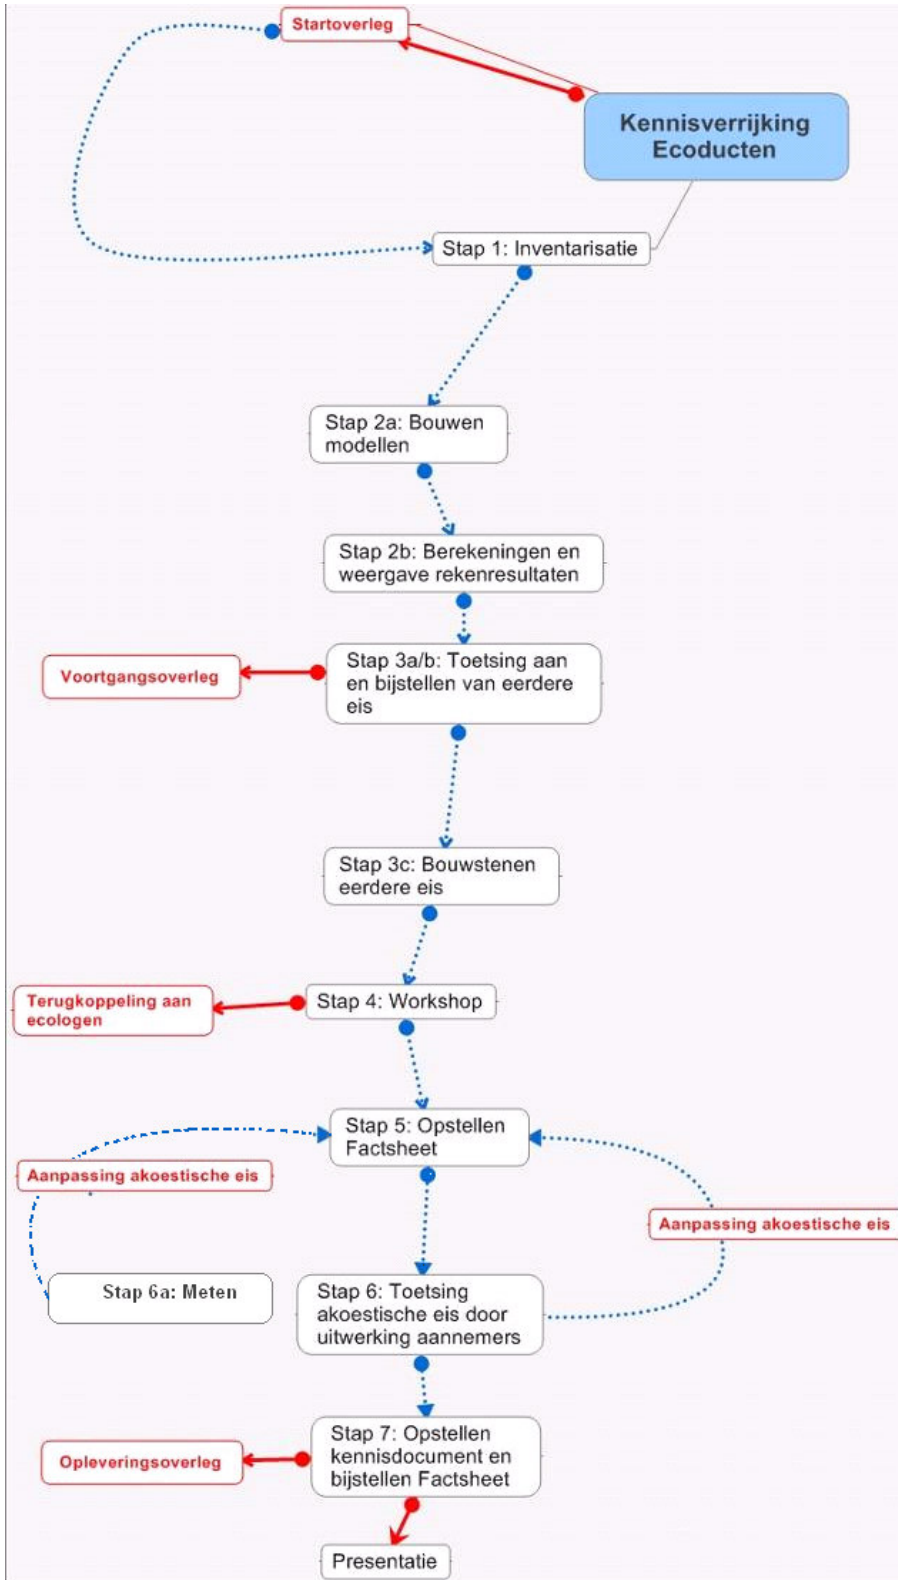 Startoverleg
Kennisverrijking
Ecoducten
Stap 1: Inventarisatie
Stap 2a: Bouwen
modellen
Stap 2b: Berekeningen en
weergave rekenresultaten
Stap 3a/b: Toetsing aan
en bijstellen van eerdere
eis
Voortgangsoverleg
Stap 3c: Bouwstenen
eerdere eis
Stap 4: Workshop
Terugkoppeling aan
ecologen
Stap 5: Opstellen
Factsheet
Aanpassing akoestische eis
Aanpassing akoestische eis
Stap 6a: Meten
Stap 6: Toetsing
akoestische eis door
uitwerking aannemers
Stap 7: Opstellen
kennisdocument en
bijstellen Factsheet
Opleveringsoverleg
Presentatie